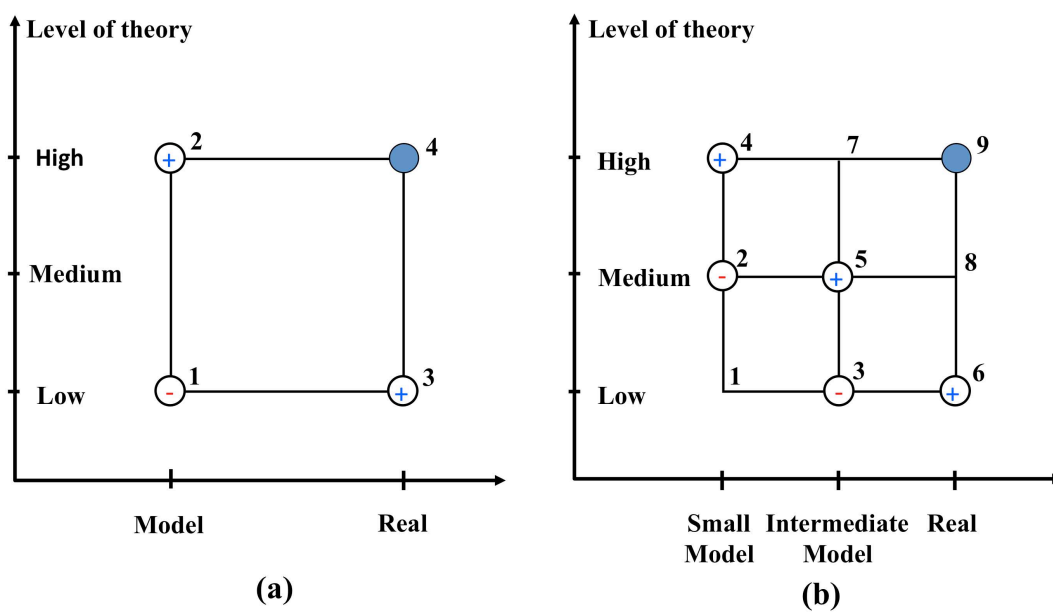 Level of theory
2
4
High
+
Medium
1
3
Low
-
+
Model
Real
(a)
Level of theory
4
7
9
High
+
2
5
8
Medium
-
+
1
3
6
Low
-
+
Small
Model
Intermediate
Model
Real
(b)